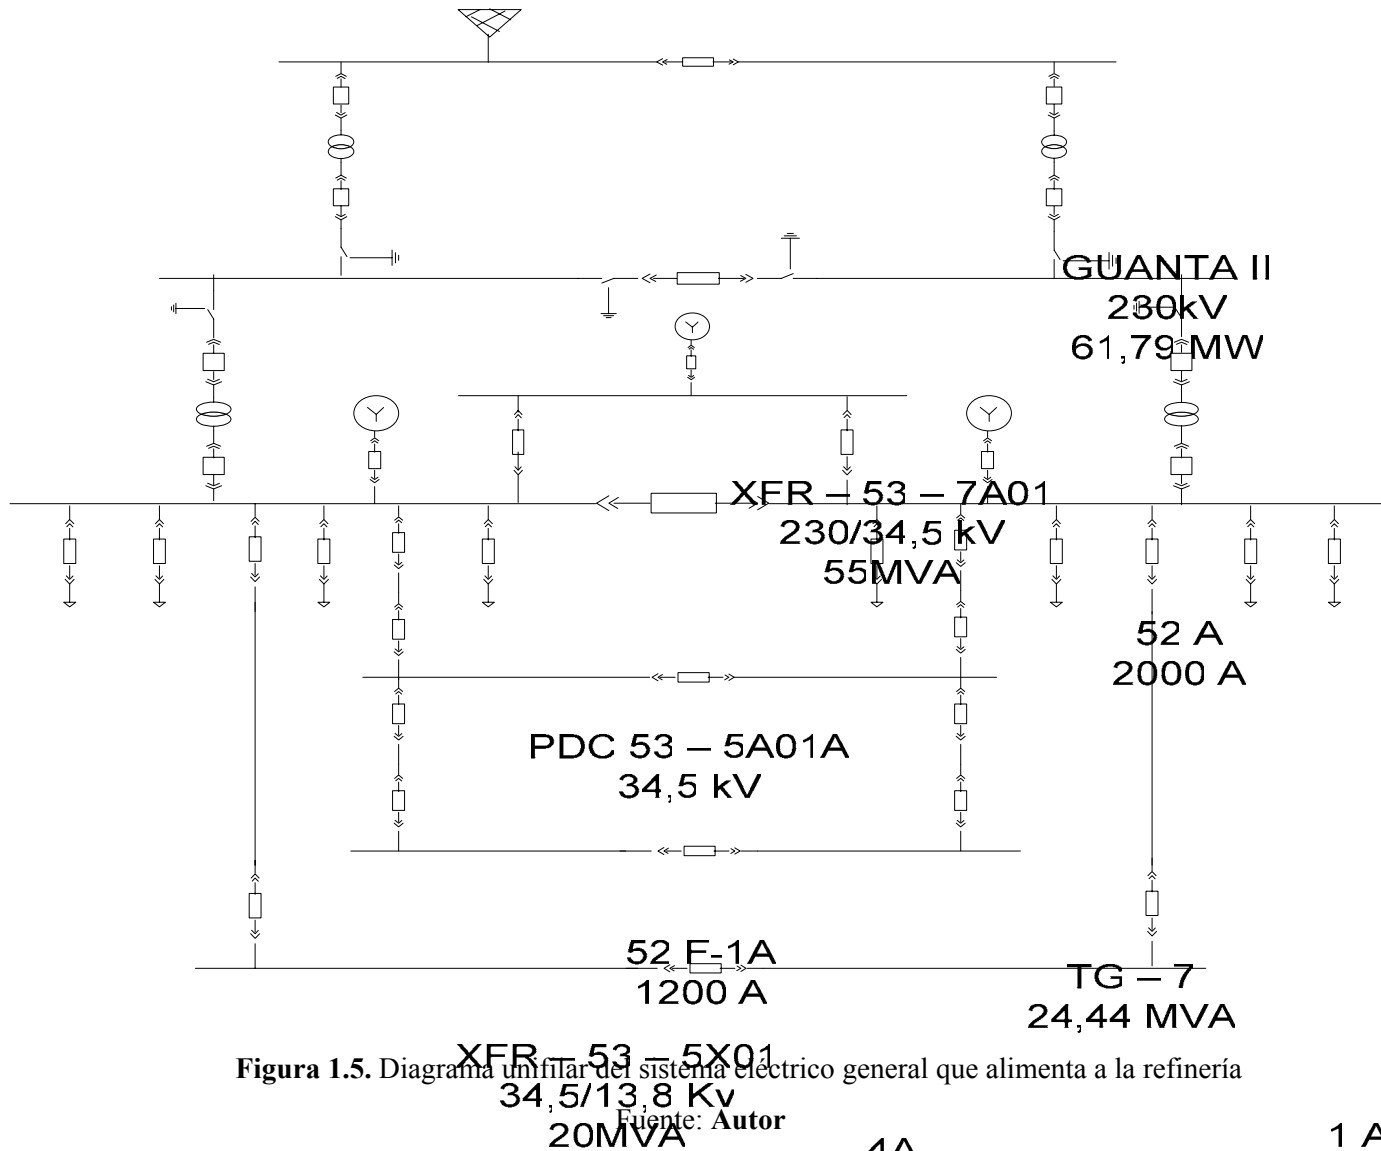 GUANTA II
230kV
61,79 MW
Y
Y
Y
XFR – 53 – 7A01
230/34,5 kV
55MVA
52 A
2000 A
PDC 53 – 5A01A
34,5 kV
52 F-1A
1200 A
TG – 7
24,44 MVA
XFR – 53 – 5X01
34,5/13,8 Kv
20MVA
Figura 1.5. Diagrama unifilar del sistema eléctrico general que alimenta a la refinería
Fuente: Autor
4A
1 A